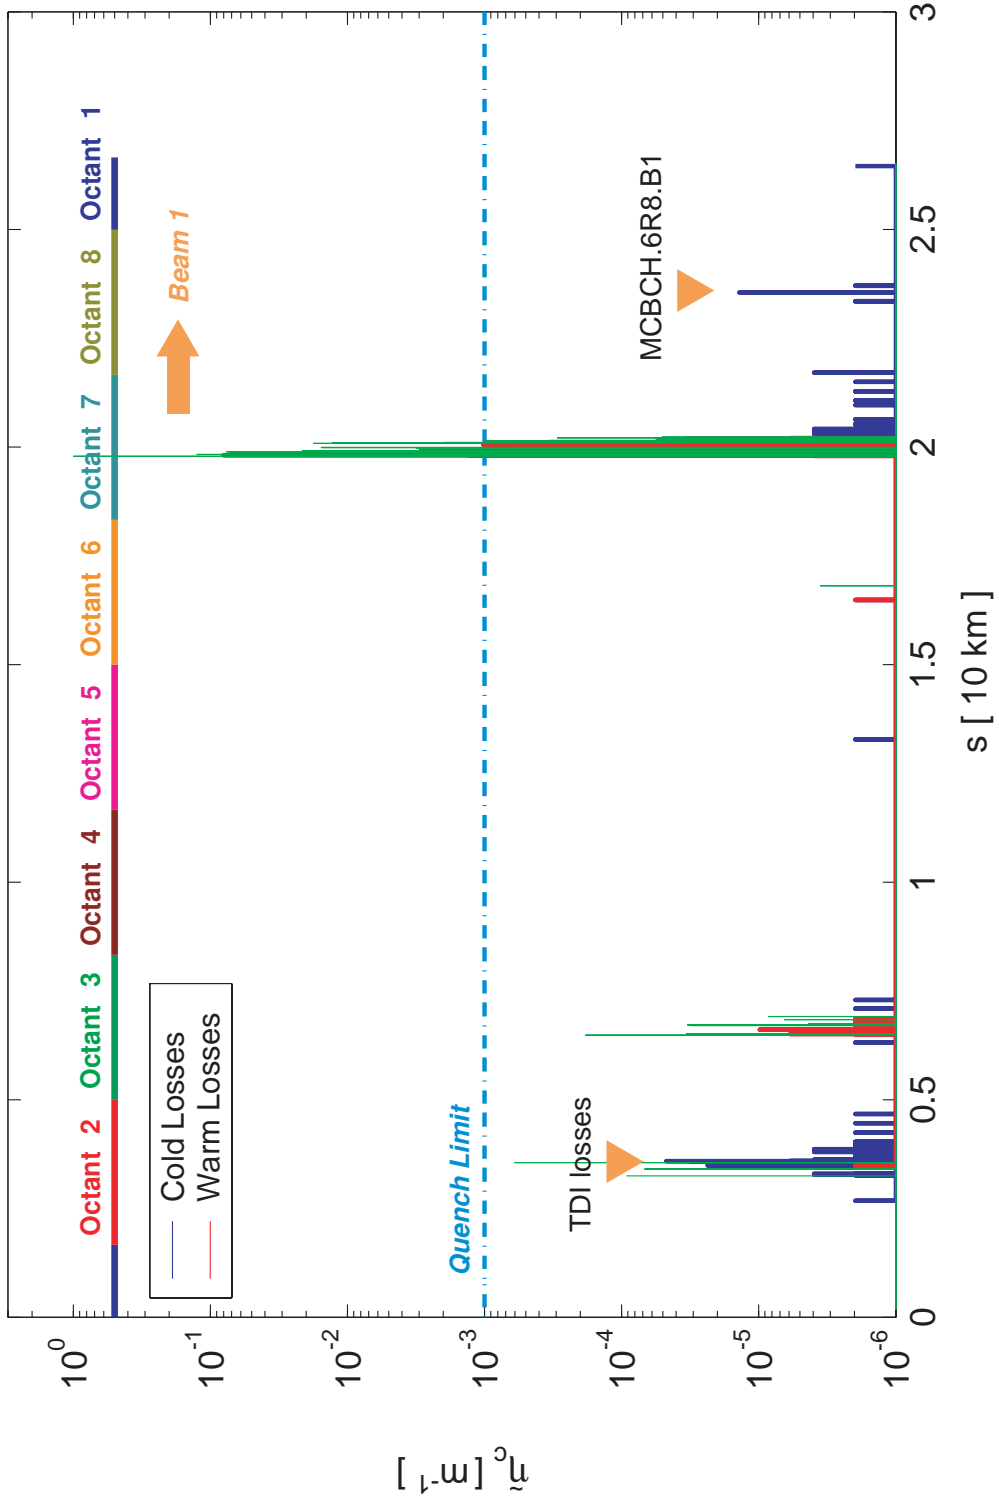 Octant 2 Octant 3 Octant 4 Octant 5 Octant 6 Octant 7 Octant 8 Octant 1
Beam 1
Cold Losses
Warm Losses
Quench Limit
TDI losses
MCBCH.6R8.B1
10^0
10^-1
10^-2
10^-3
10^-4
10^-5
10^-6
η̃_c [ m^-1 ]
0 0.5 1 1.5 2 2.5 3
s [ 10 km ]